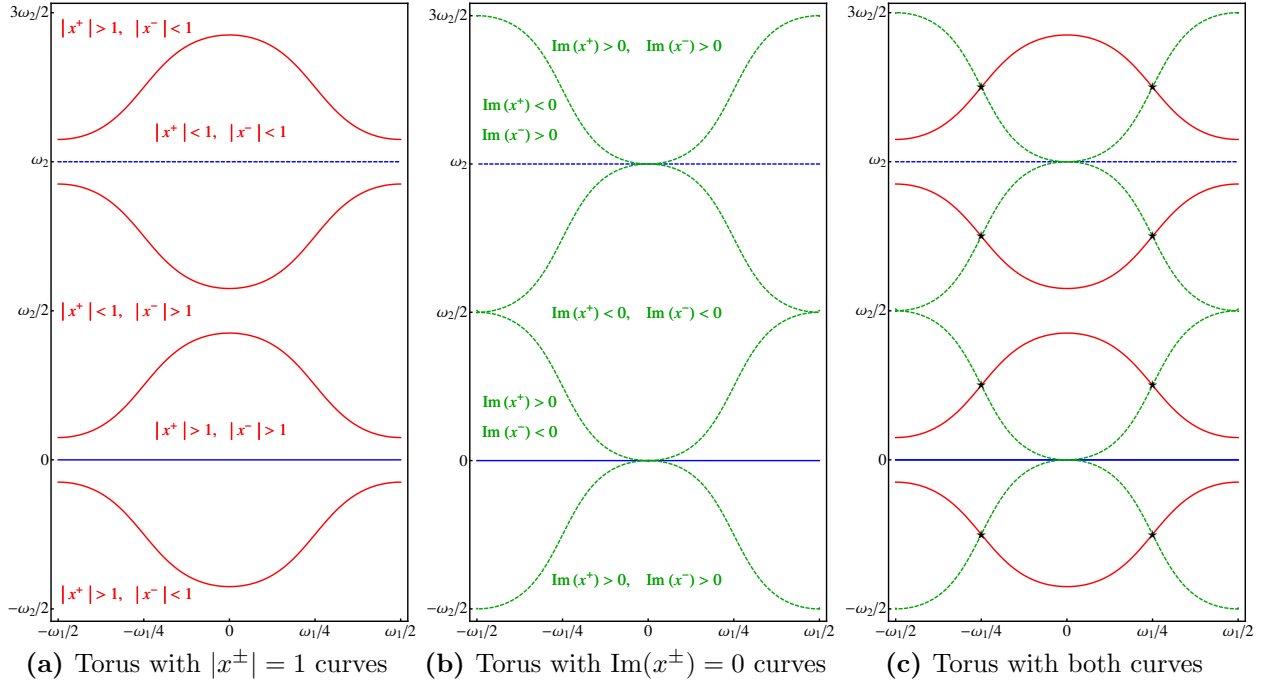 3ω₂/2
ω₂
ω₂/2
0
−ω₂/2
−ω₁/2
−ω₁/4
0
ω₁/4
ω₁/2
|x⁺|>1, |x⁻|<1
|x⁺|<1, |x⁻|<1
|x⁺|<1, |x⁻|>1
|x⁺|>1, |x⁻|>1
|x⁺|>1, |x⁻|<1
(a) Torus with |x±| = 1 curves
3ω₂/2
ω₂
ω₂/2
0
−ω₂/2
−ω₁/2
−ω₁/4
0
ω₁/4
ω₁/2
Im(x⁺)>0, Im(x⁻)>0
Im(x⁺)<0
Im(x⁻)>0
Im(x⁺)<0, Im(x⁻)<0
Im(x⁺)>0
Im(x⁻)<0
Im(x⁺)>0, Im(x⁻)>0
(b) Torus with Im(x±) = 0 curves
3ω₂/2
ω₂
ω₂/2
0
−ω₂/2
−ω₁/2
−ω₁/4
0
ω₁/4
ω₁/2
(c) Torus with both curves